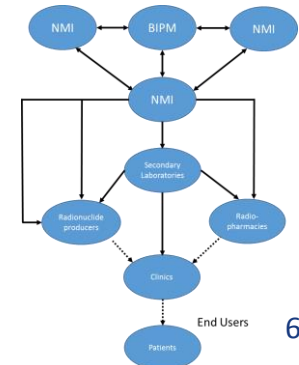 NMI
BIPM
NMI
NMI
Secondary
Laboratories
Radionuclide
producers
Radio-
pharmacies
Clinics
End Users
6
Patients